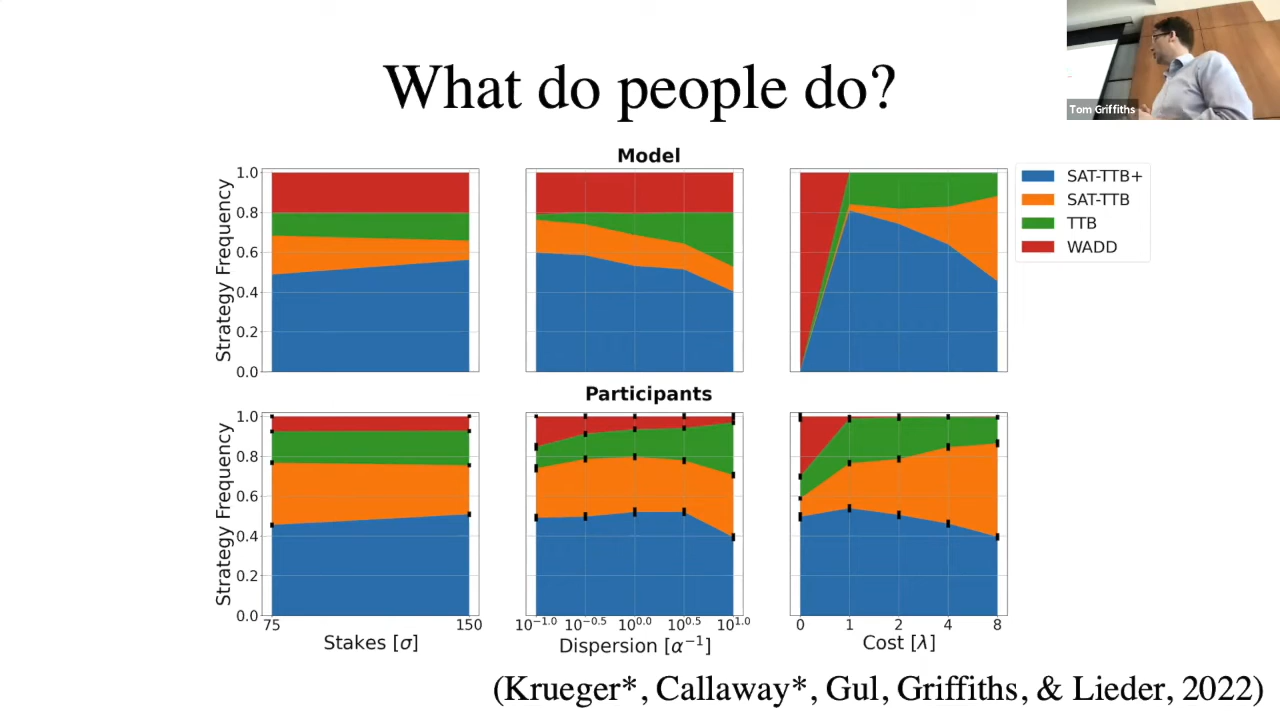 What do people do?
Tom Griffiths
Model
Strategy Frequency
1.0
0.8
0.6
0.4
0.2
0.0
SAT-TTB+
SAT-TTB
TTB
WADD
Participants
Strategy Frequency
1.0
0.8
0.6
0.4
0.2
0.0
75 150
Stakes [σ]
10^−1.0 10^−0.5 10^0.0 10^0.5 10^1.0
Dispersion [α^−1]
0 1 2 4 8
Cost [λ]
(Krueger*, Callaway*, Gul, Griffiths, & Lieder, 2022)